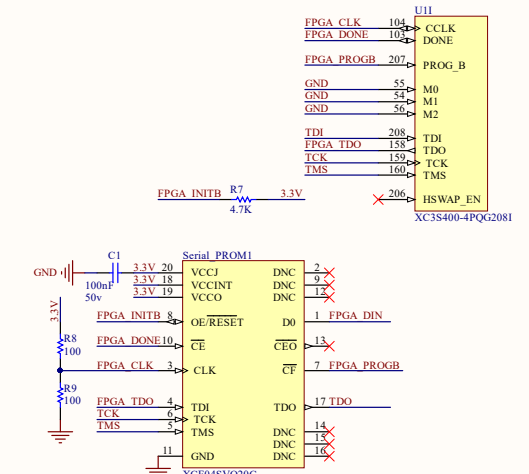 U1I
FPGA_CLK 104 CCLK
FPGA_DONE 103 DONE
FPGA_PROGB 207 PROG_B
GND 55 M0
GND 54 M1
GND 56 M2
TDI 208 TDI
FPGA_TDO 158 TDO
TCK 159 TCK
TMS 160 TMS
FPGA_INITB R7 3.3V 206 HSWAP_EN
4.7K
XC3S400-4PQG208I
C1 Serial_PROM1
GND 3.3V 20 VCCJ DNC 2
100nF 3.3V 18 VCCINT DNC 9
50v 3.3V 19 VCCO DNC 12
3.3V
FPGA_INITB 8 OE/RESET D0 1 FPGA_DIN
R8
100
FPGA_DONE 10 CE CEO 13
FPGA_CLK 3 CLK CF 7 FPGA_PROGB
R9
100
FPGA_TDO 4 TDI TDO 17 TDO
TCK 6 TCK
TMS 5 TMS DNC 14
DNC 15
11 GND DNC 16